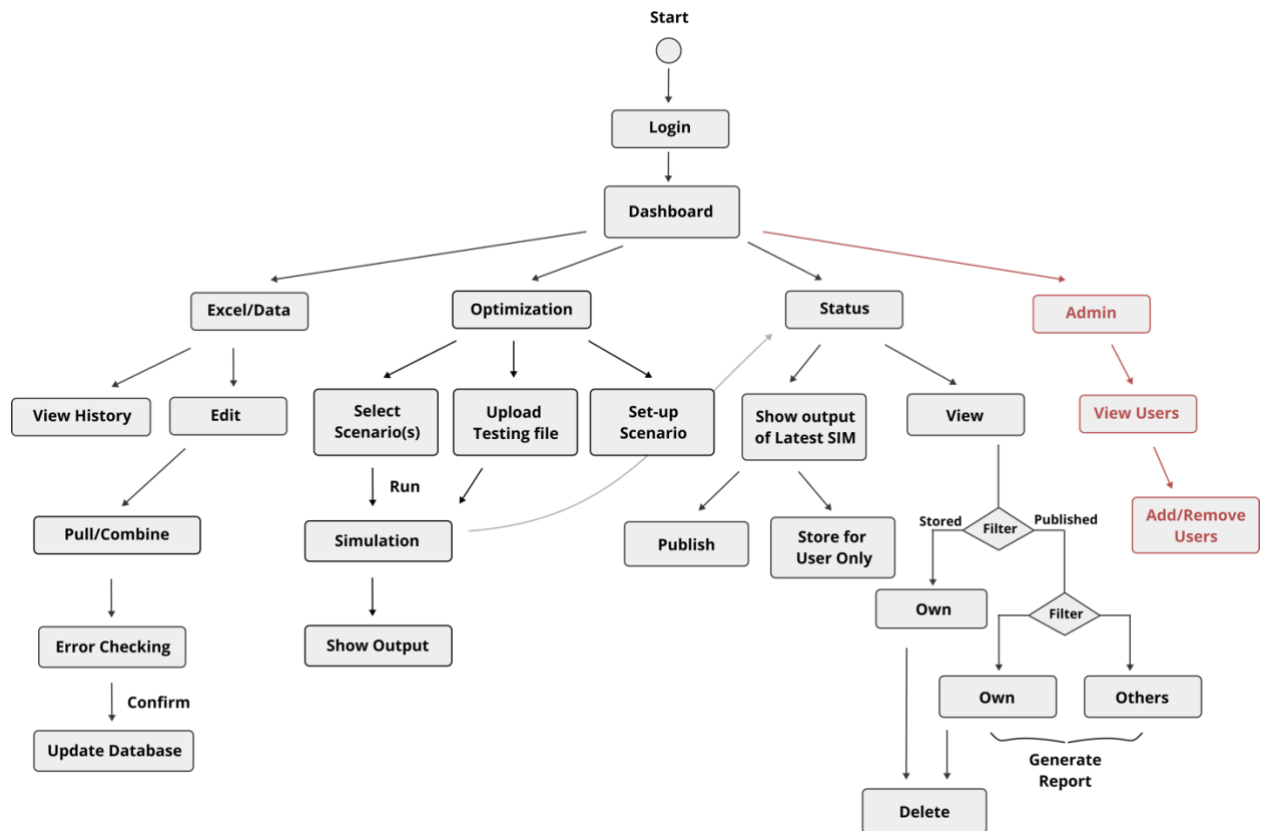 Start
Login
Dashboard
Excel/Data
Optimization
Status
Admin
View History
Edit
Select
Scenario(s)
Upload
Testing file
Set-up
Scenario
Show output
of Latest SIM
View
View Users
Run
Pull/Combine
Simulation
Publish
Store for
User Only
Stored
Filter
Published
Add/Remove
Users
Own
Filter
Error Checking
Show Output
Confirm
Own
Others
Update Database
Generate
Report
Delete